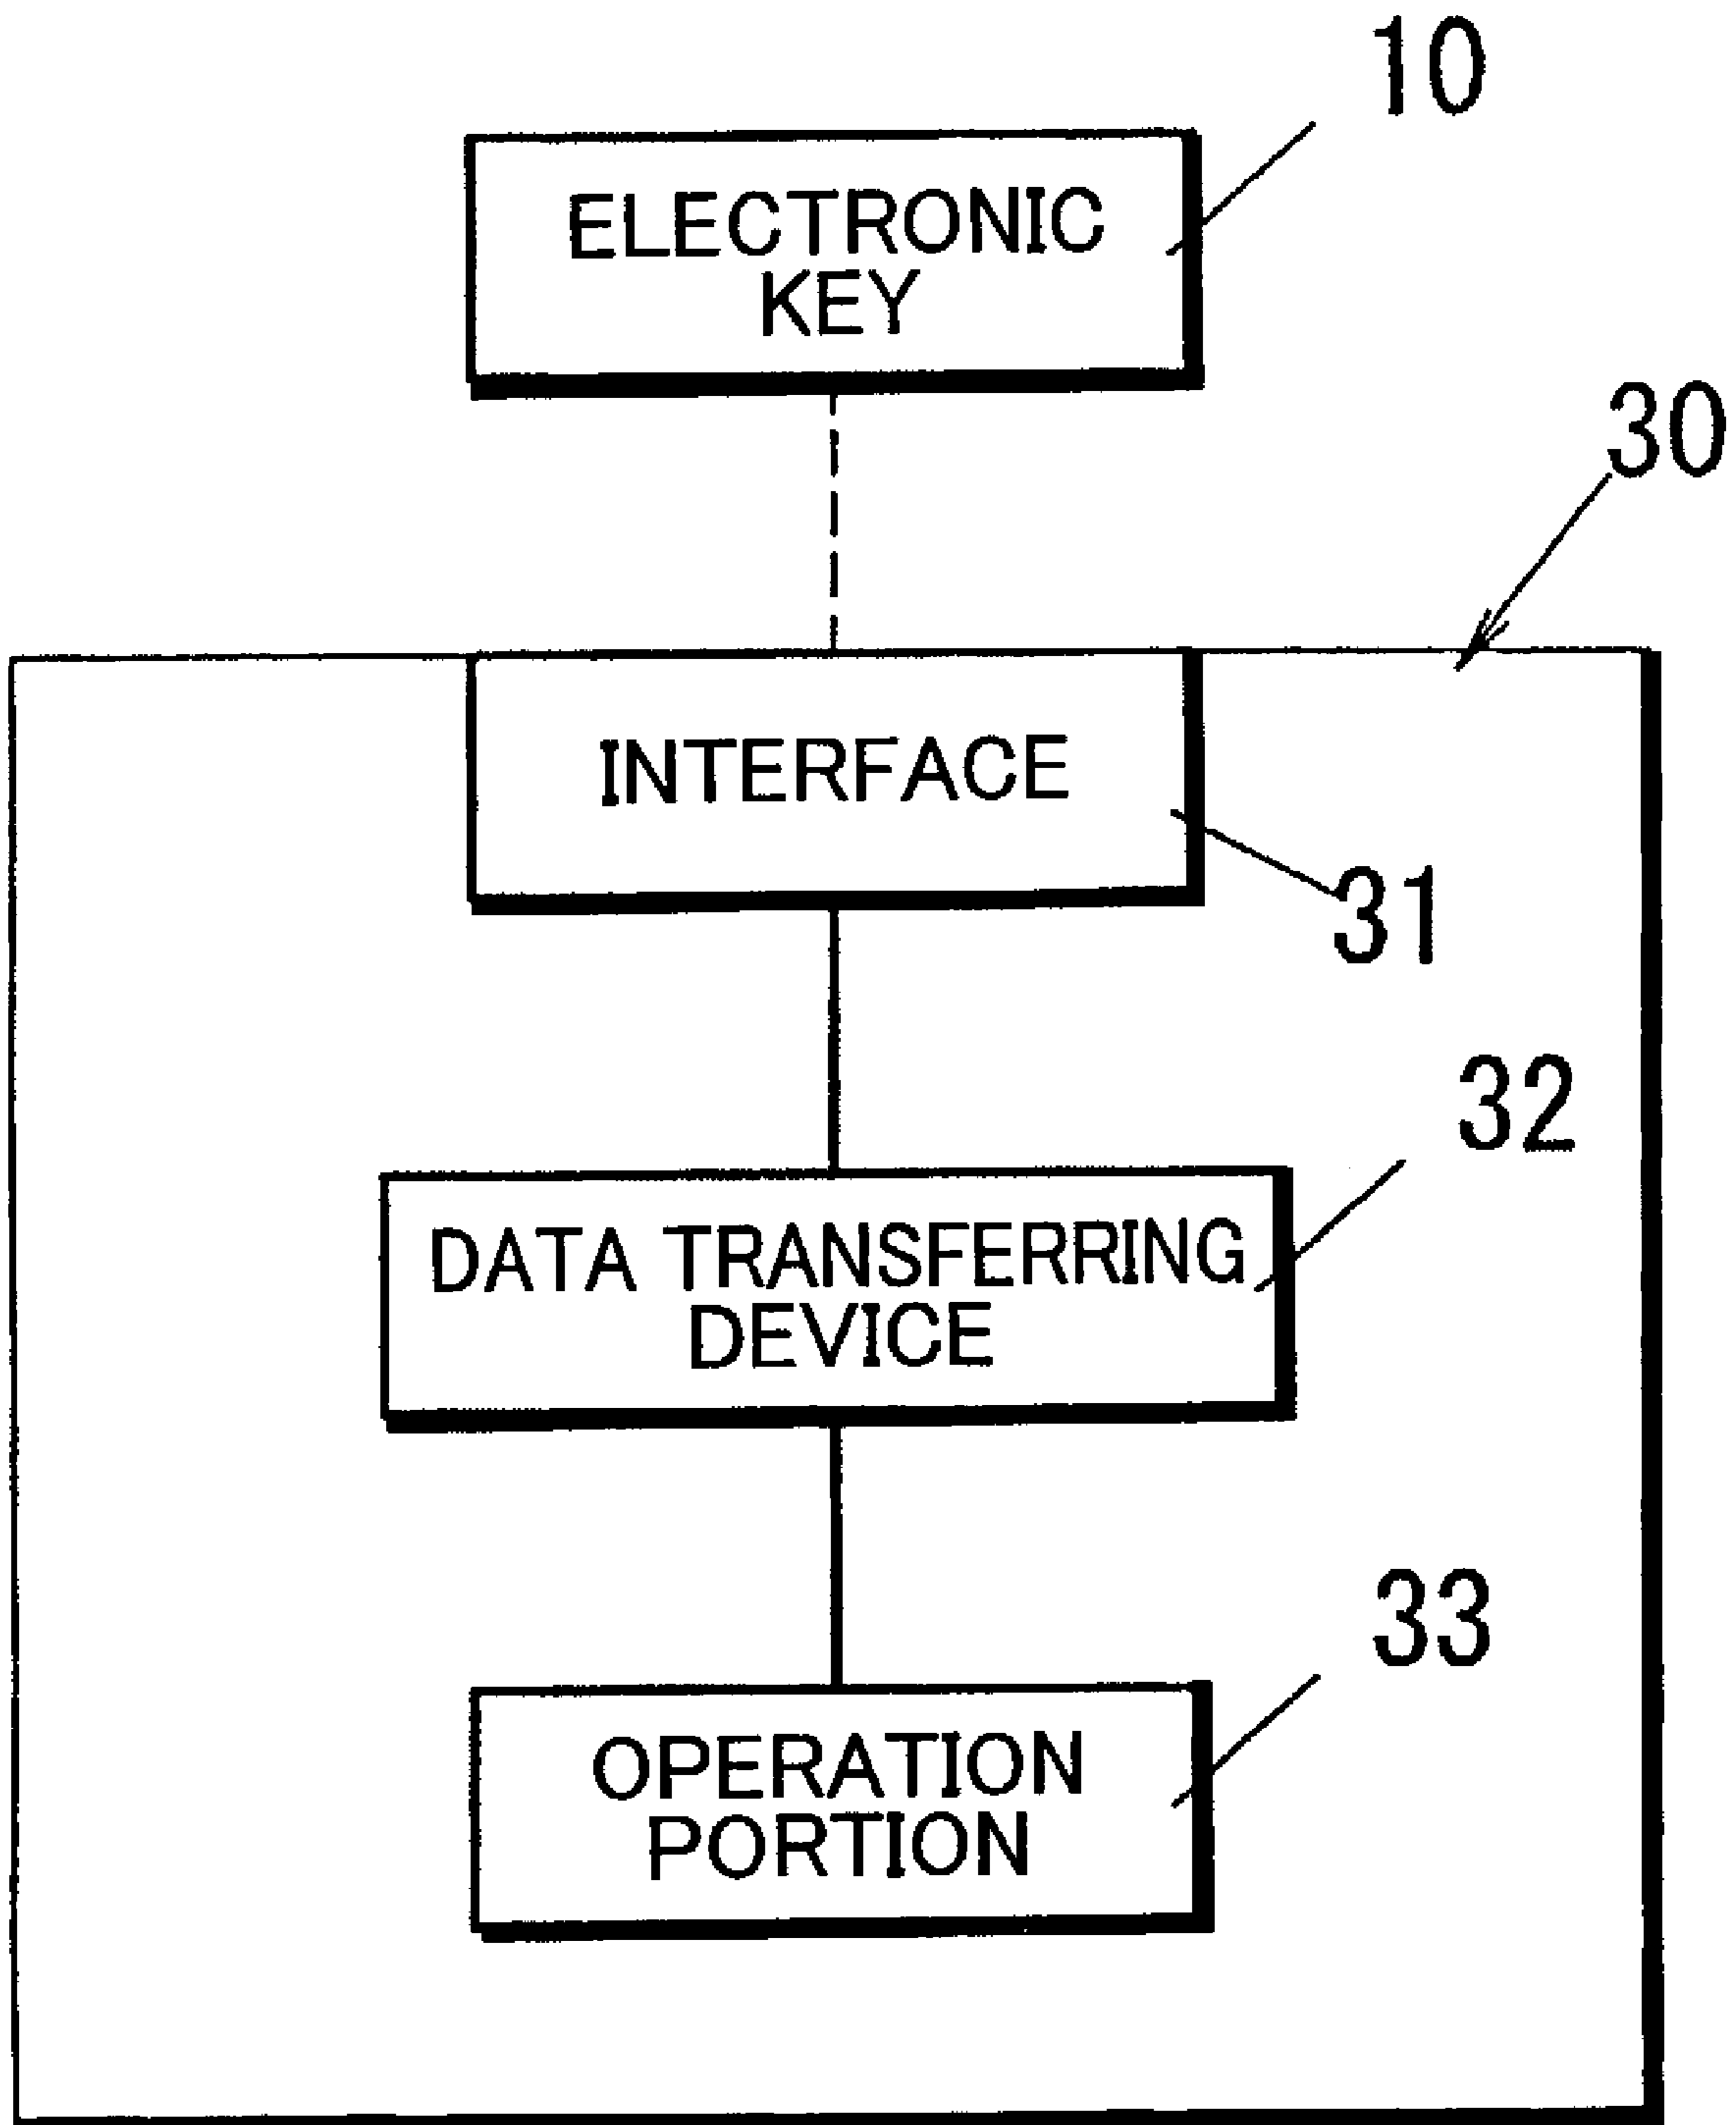 10
ELECTRONIC
KEY
30
INTERFACE
31
32
DATA TRANSFERRING
DEVICE
33
OPERATION
PORTION